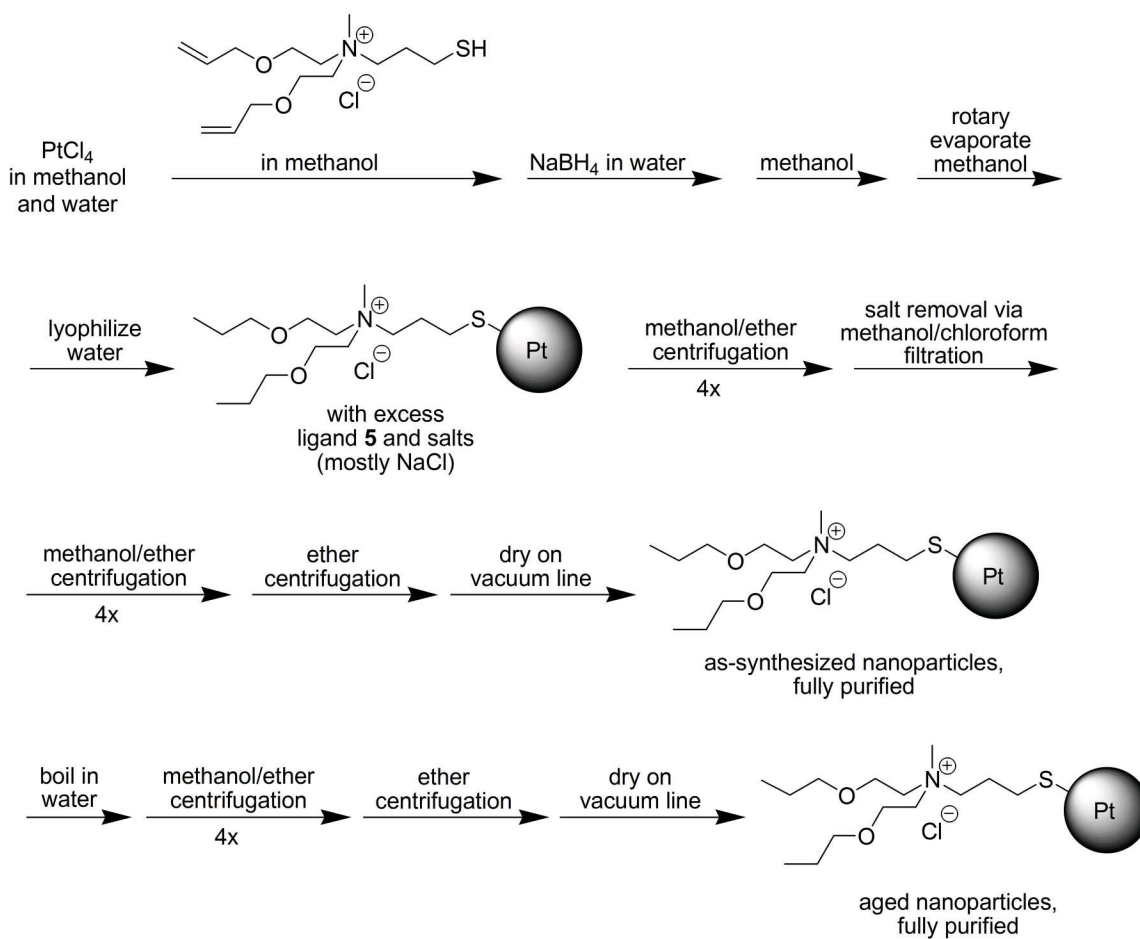 N⊕
SH
O
Cl⊖
O
PtCl4
in methanol
and water
in methanol
NaBH4 in water
methanol
rotary
evaporate
methanol
lyophilize
water
N⊕
S
O
Pt
Cl⊖
O
with excess
ligand 5 and salts
(mostly NaCl)
methanol/ether
centrifugation
4x
salt removal via
methanol/chloroform
filtration
methanol/ether
centrifugation
4x
ether
centrifugation
dry on
vacuum line
N⊕
S
O
Pt
Cl⊖
O
as-synthesized nanoparticles,
fully purified
boil in
water
methanol/ether
centrifugation
4x
ether
centrifugation
dry on
vacuum line
N⊕
S
O
Pt
Cl⊖
O
aged nanoparticles,
fully purified